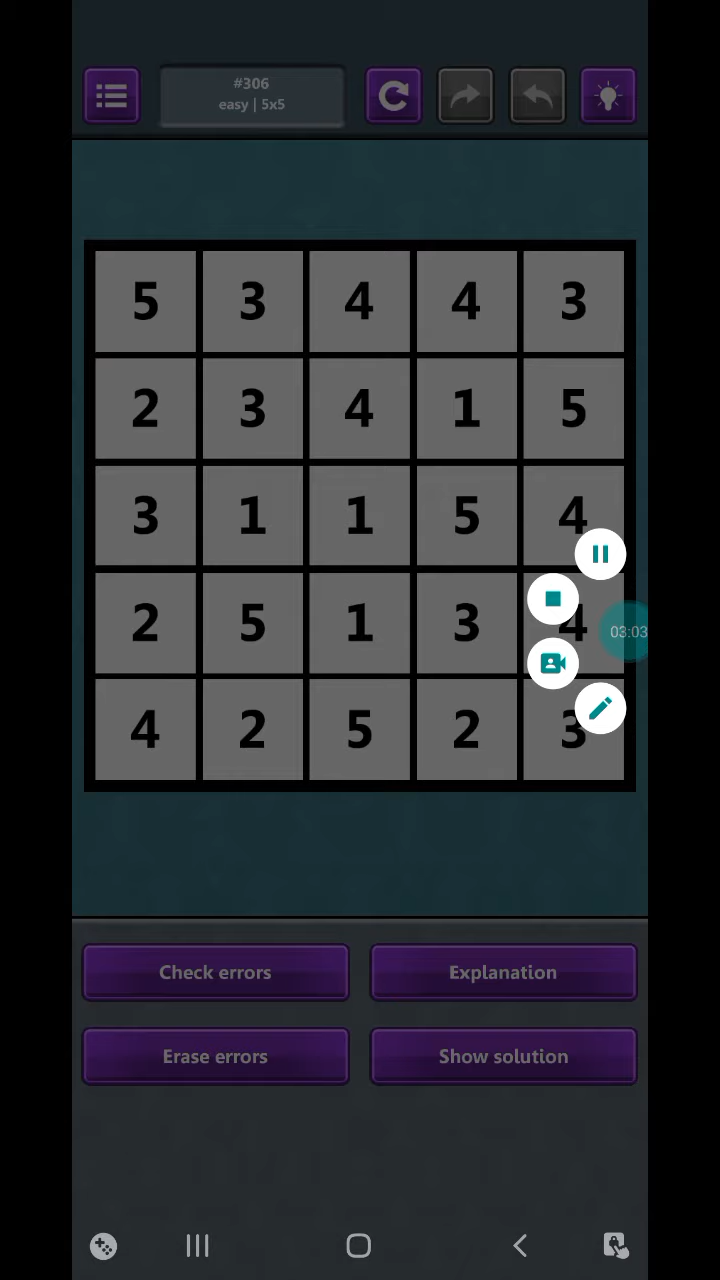 #306
easy | 5x5
5 3 4 4 3
2 3 4 1 5
3 1 1 5 4
2 5 1 3 4
03:03
4 2 5 2 3
Check errors Explanation
Erase errors Show solution